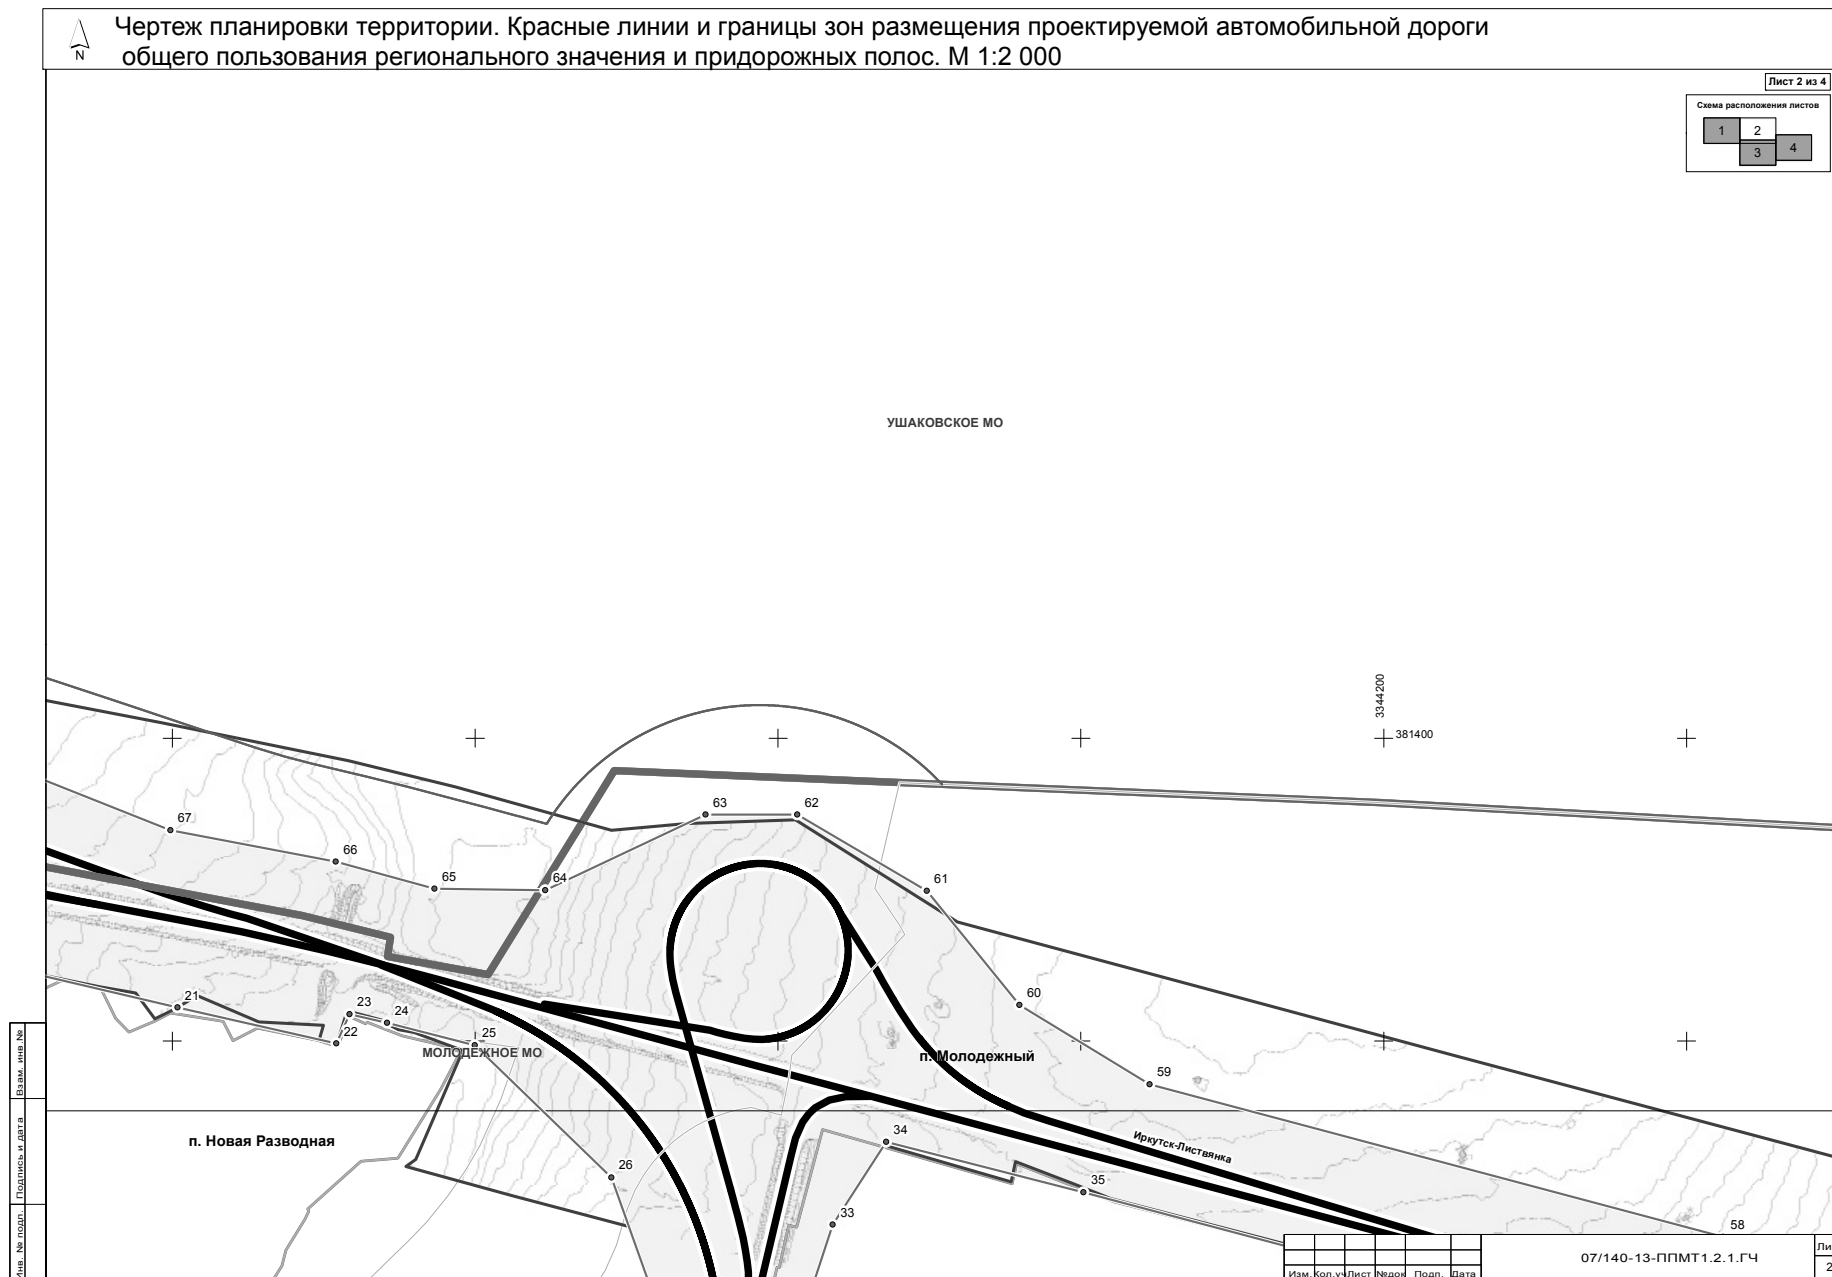 Чертеж планировки территории. Красные линии и границы зон размещения проектируемой автомобильной дороги
общего пользования регионального значения и придорожных полос. М 1:2 000
N
Лист 2 из 4
Схема расположения листов
1
2
3
4
УШАКОВСКОЕ МО
3344200
381400
67
66
65
64
63
62
61
60
59
58
21
22
23
24
25
26
МОЛОДЕЖНОЕ МО
п. Молодежный
п. Новая Разводная
Иркутск-Листвянка
34
35
33
Взам. инв.№
Подпись и дата
Инв. № подл.
Изм. Кол.уч Лист №док Подп. Дата
07/140-13-ППМТ1.2.1.ГЧ
2